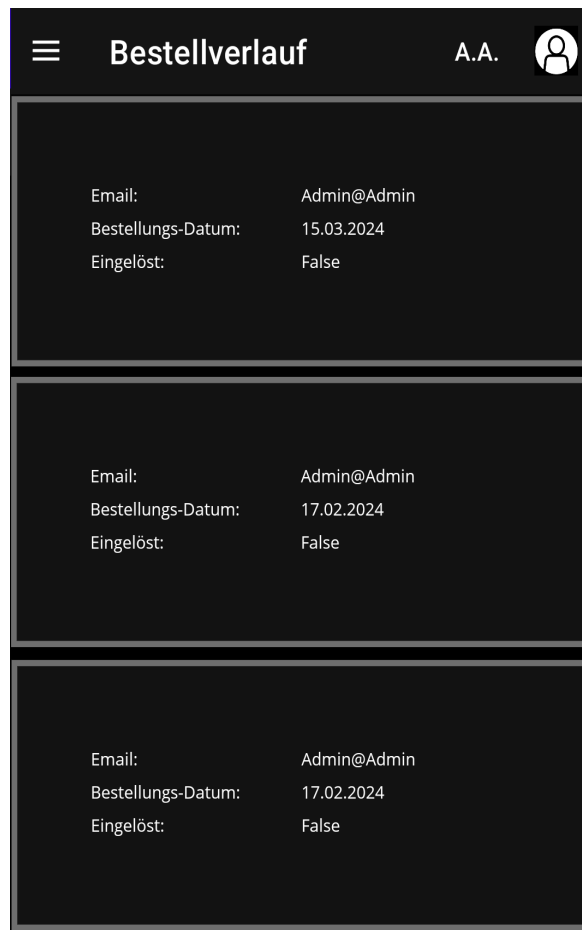 Bestellverlauf A.A.
Email: Admin@Admin
Bestellungs-Datum: 15.03.2024
Eingelöst: False
Email: Admin@Admin
Bestellungs-Datum: 17.02.2024
Eingelöst: False
Email: Admin@Admin
Bestellungs-Datum: 17.02.2024
Eingelöst: False